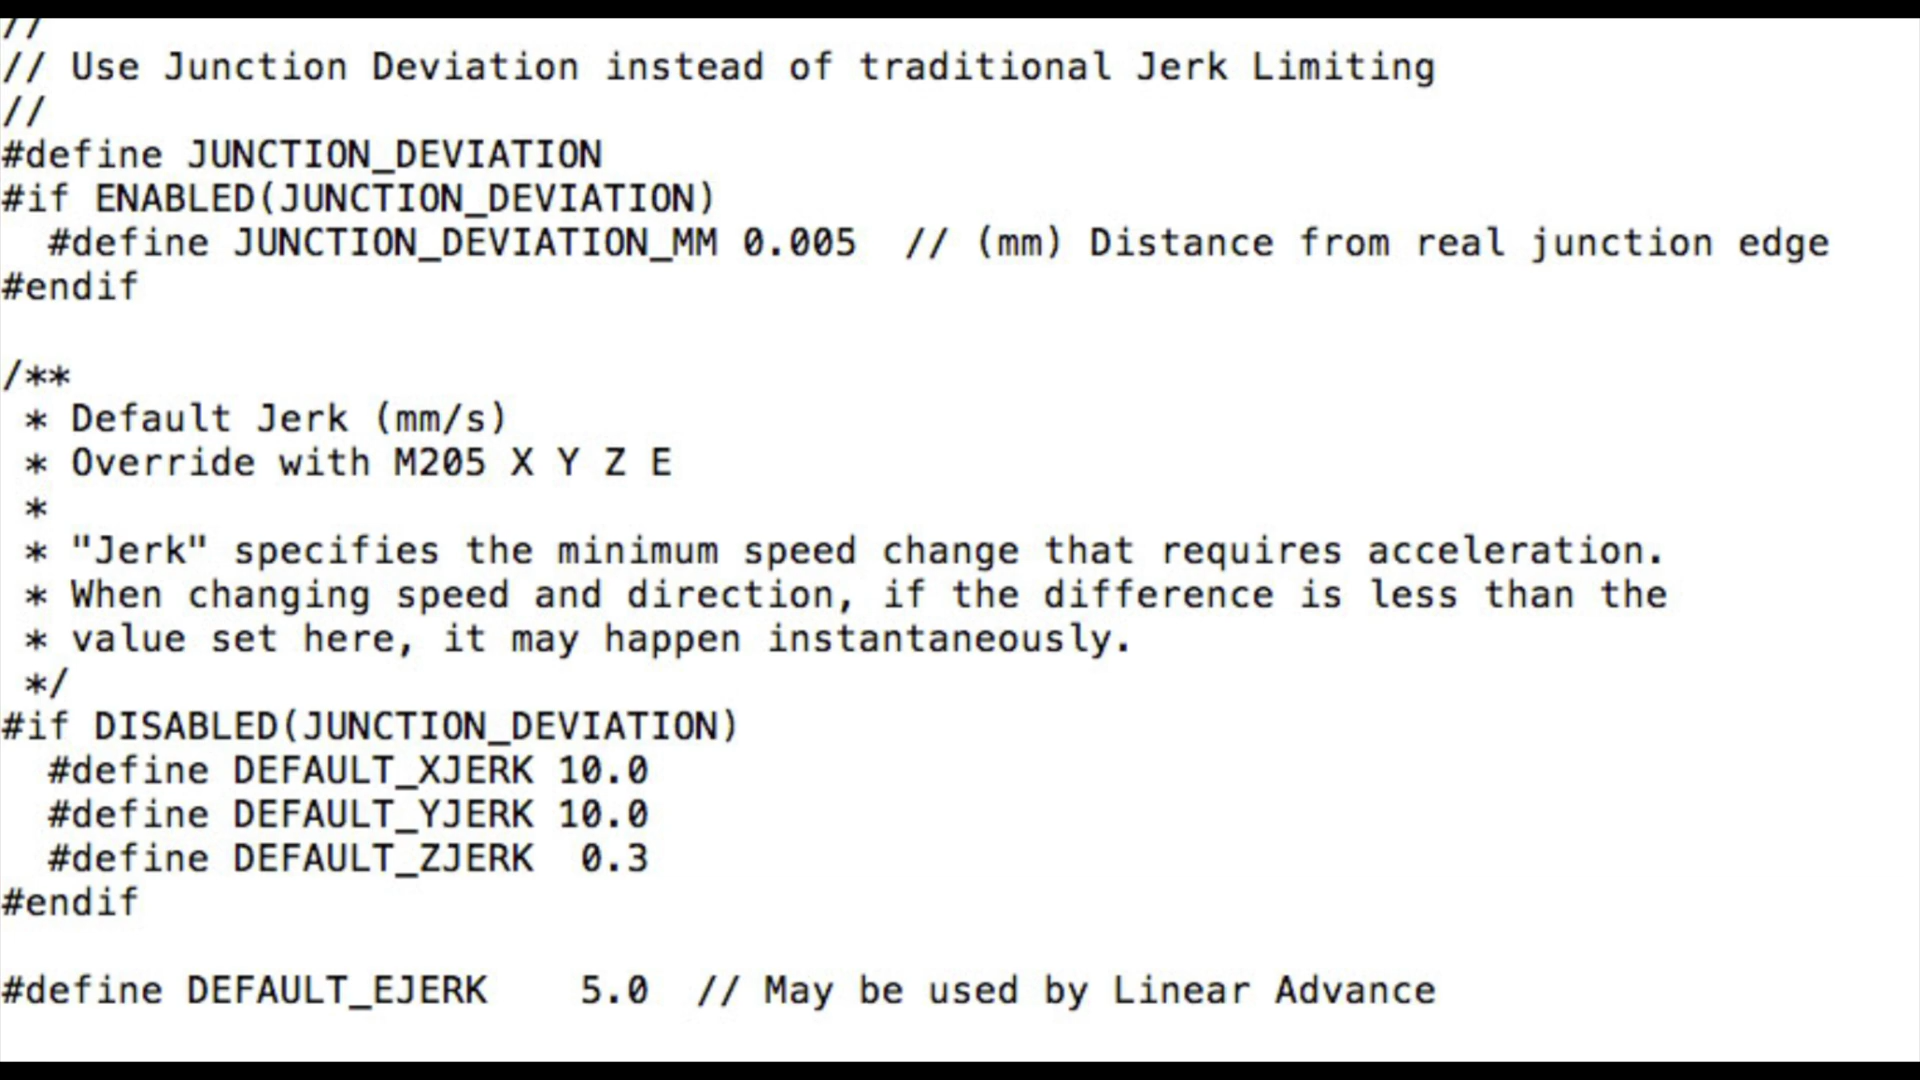 //
// Use Junction Deviation instead of traditional Jerk Limiting
//
#define JUNCTION_DEVIATION
#if ENABLED(JUNCTION_DEVIATION)
  #define JUNCTION_DEVIATION_MM 0.005  // (mm) Distance from real junction edge
#endif

/**
 * Default Jerk (mm/s)
 * Override with M205 X Y Z E
 *
 * "Jerk" specifies the minimum speed change that requires acceleration.
 * When changing speed and direction, if the difference is less than the
 * value set here, it may happen instantaneously.
 */
#if DISABLED(JUNCTION_DEVIATION)
  #define DEFAULT_XJERK 10.0
  #define DEFAULT_YJERK 10.0
  #define DEFAULT_ZJERK  0.3
#endif

#define DEFAULT_EJERK    5.0  // May be used by Linear Advance